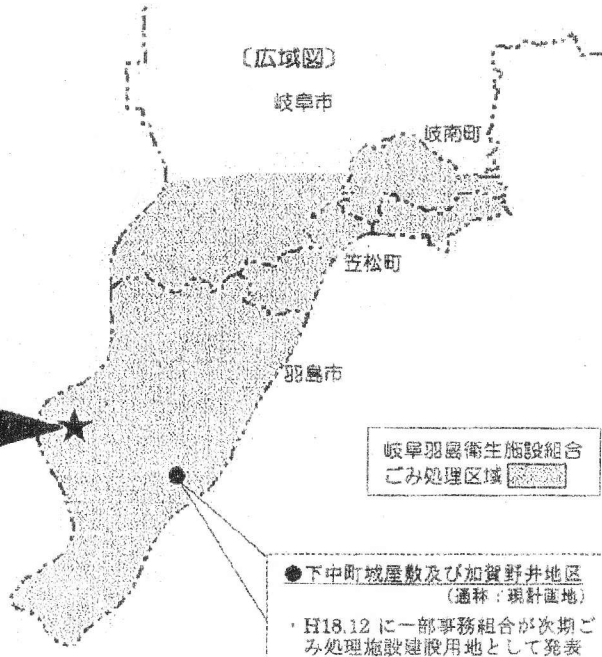 〔広域図〕
岐阜市
岐南町
笠松町
羽島市
岐阜羽島衛生施設組合
ごみ処理区域
●下中町城屋敷及び加賀野井地区
(通称：現計画地)
・H18.12 に一部事務組合が次期ご
み処理施設建設用地として発表